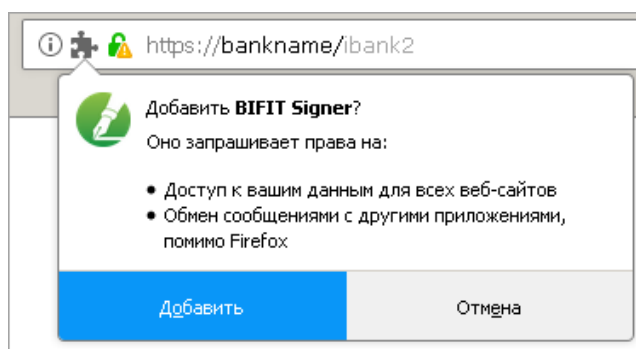 https://bankname/ibank2
Добавить BIFIT Signer?
Оно запрашивает права на:
• Доступ к вашим данным для всех веб-сайтов
• Обмен сообщениями с другими приложениями,
помимо Firefox
Добавить
Отмена